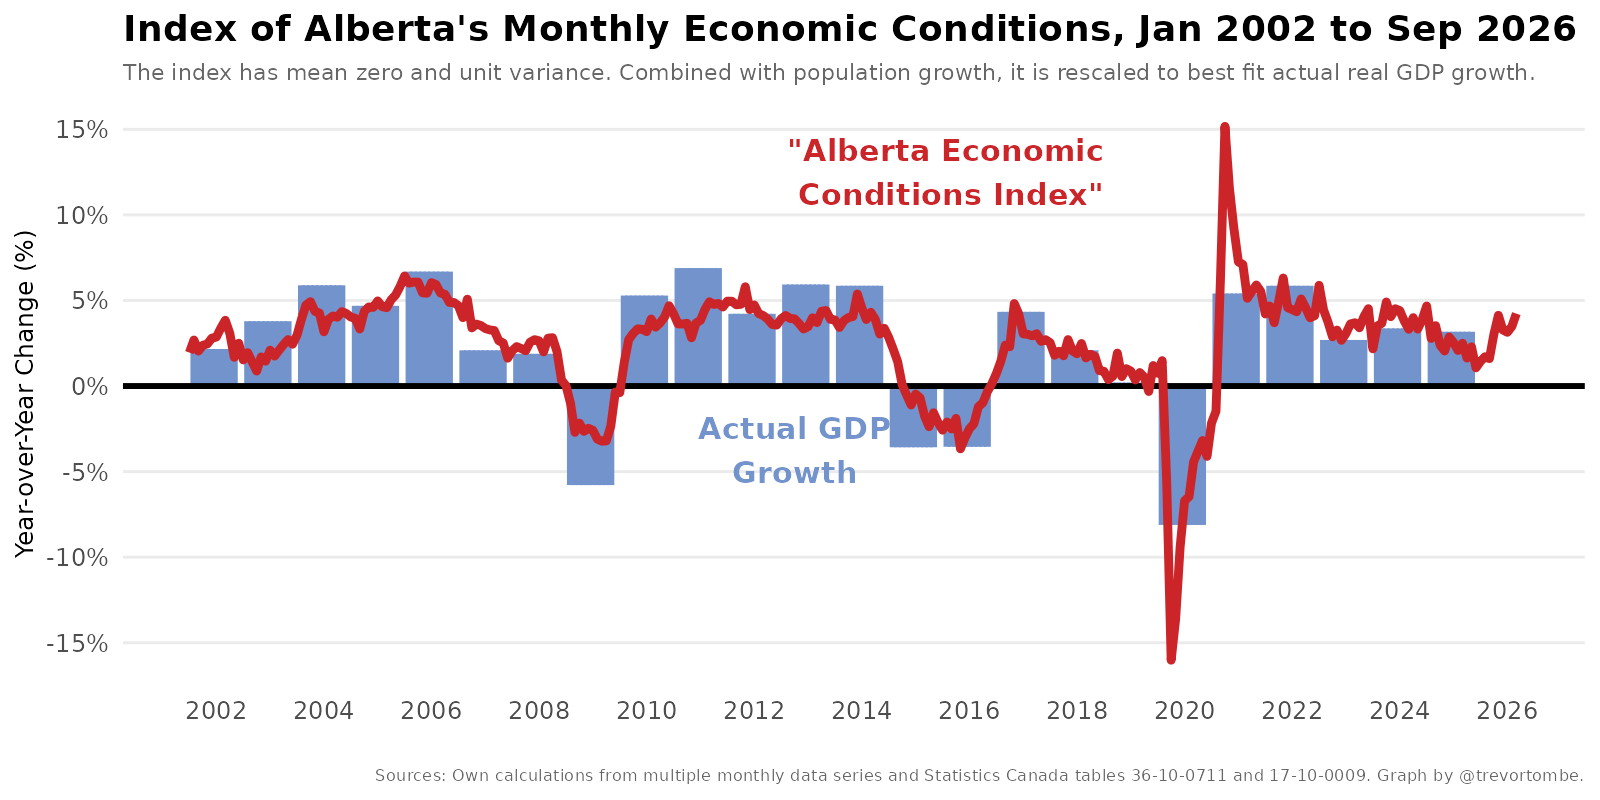 Index of Alberta's Monthly Economic Conditions, Jan 2002 to Sep 2026
The index has mean zero and unit variance. Combined with population growth, it is rescaled to best fit actual real GDP growth.
Year-over-Year Change (%)
15%
10%
5%
0%
-5%
-10%
-15%
"Alberta Economic
Conditions Index"
Actual GDP
Growth
2002 2004 2006 2008 2010 2012 2014 2016 2018 2020 2022 2024 2026
Sources: Own calculations from multiple monthly data series and Statistics Canada tables 36-10-0711 and 17-10-0009. Graph by @trevortombe.